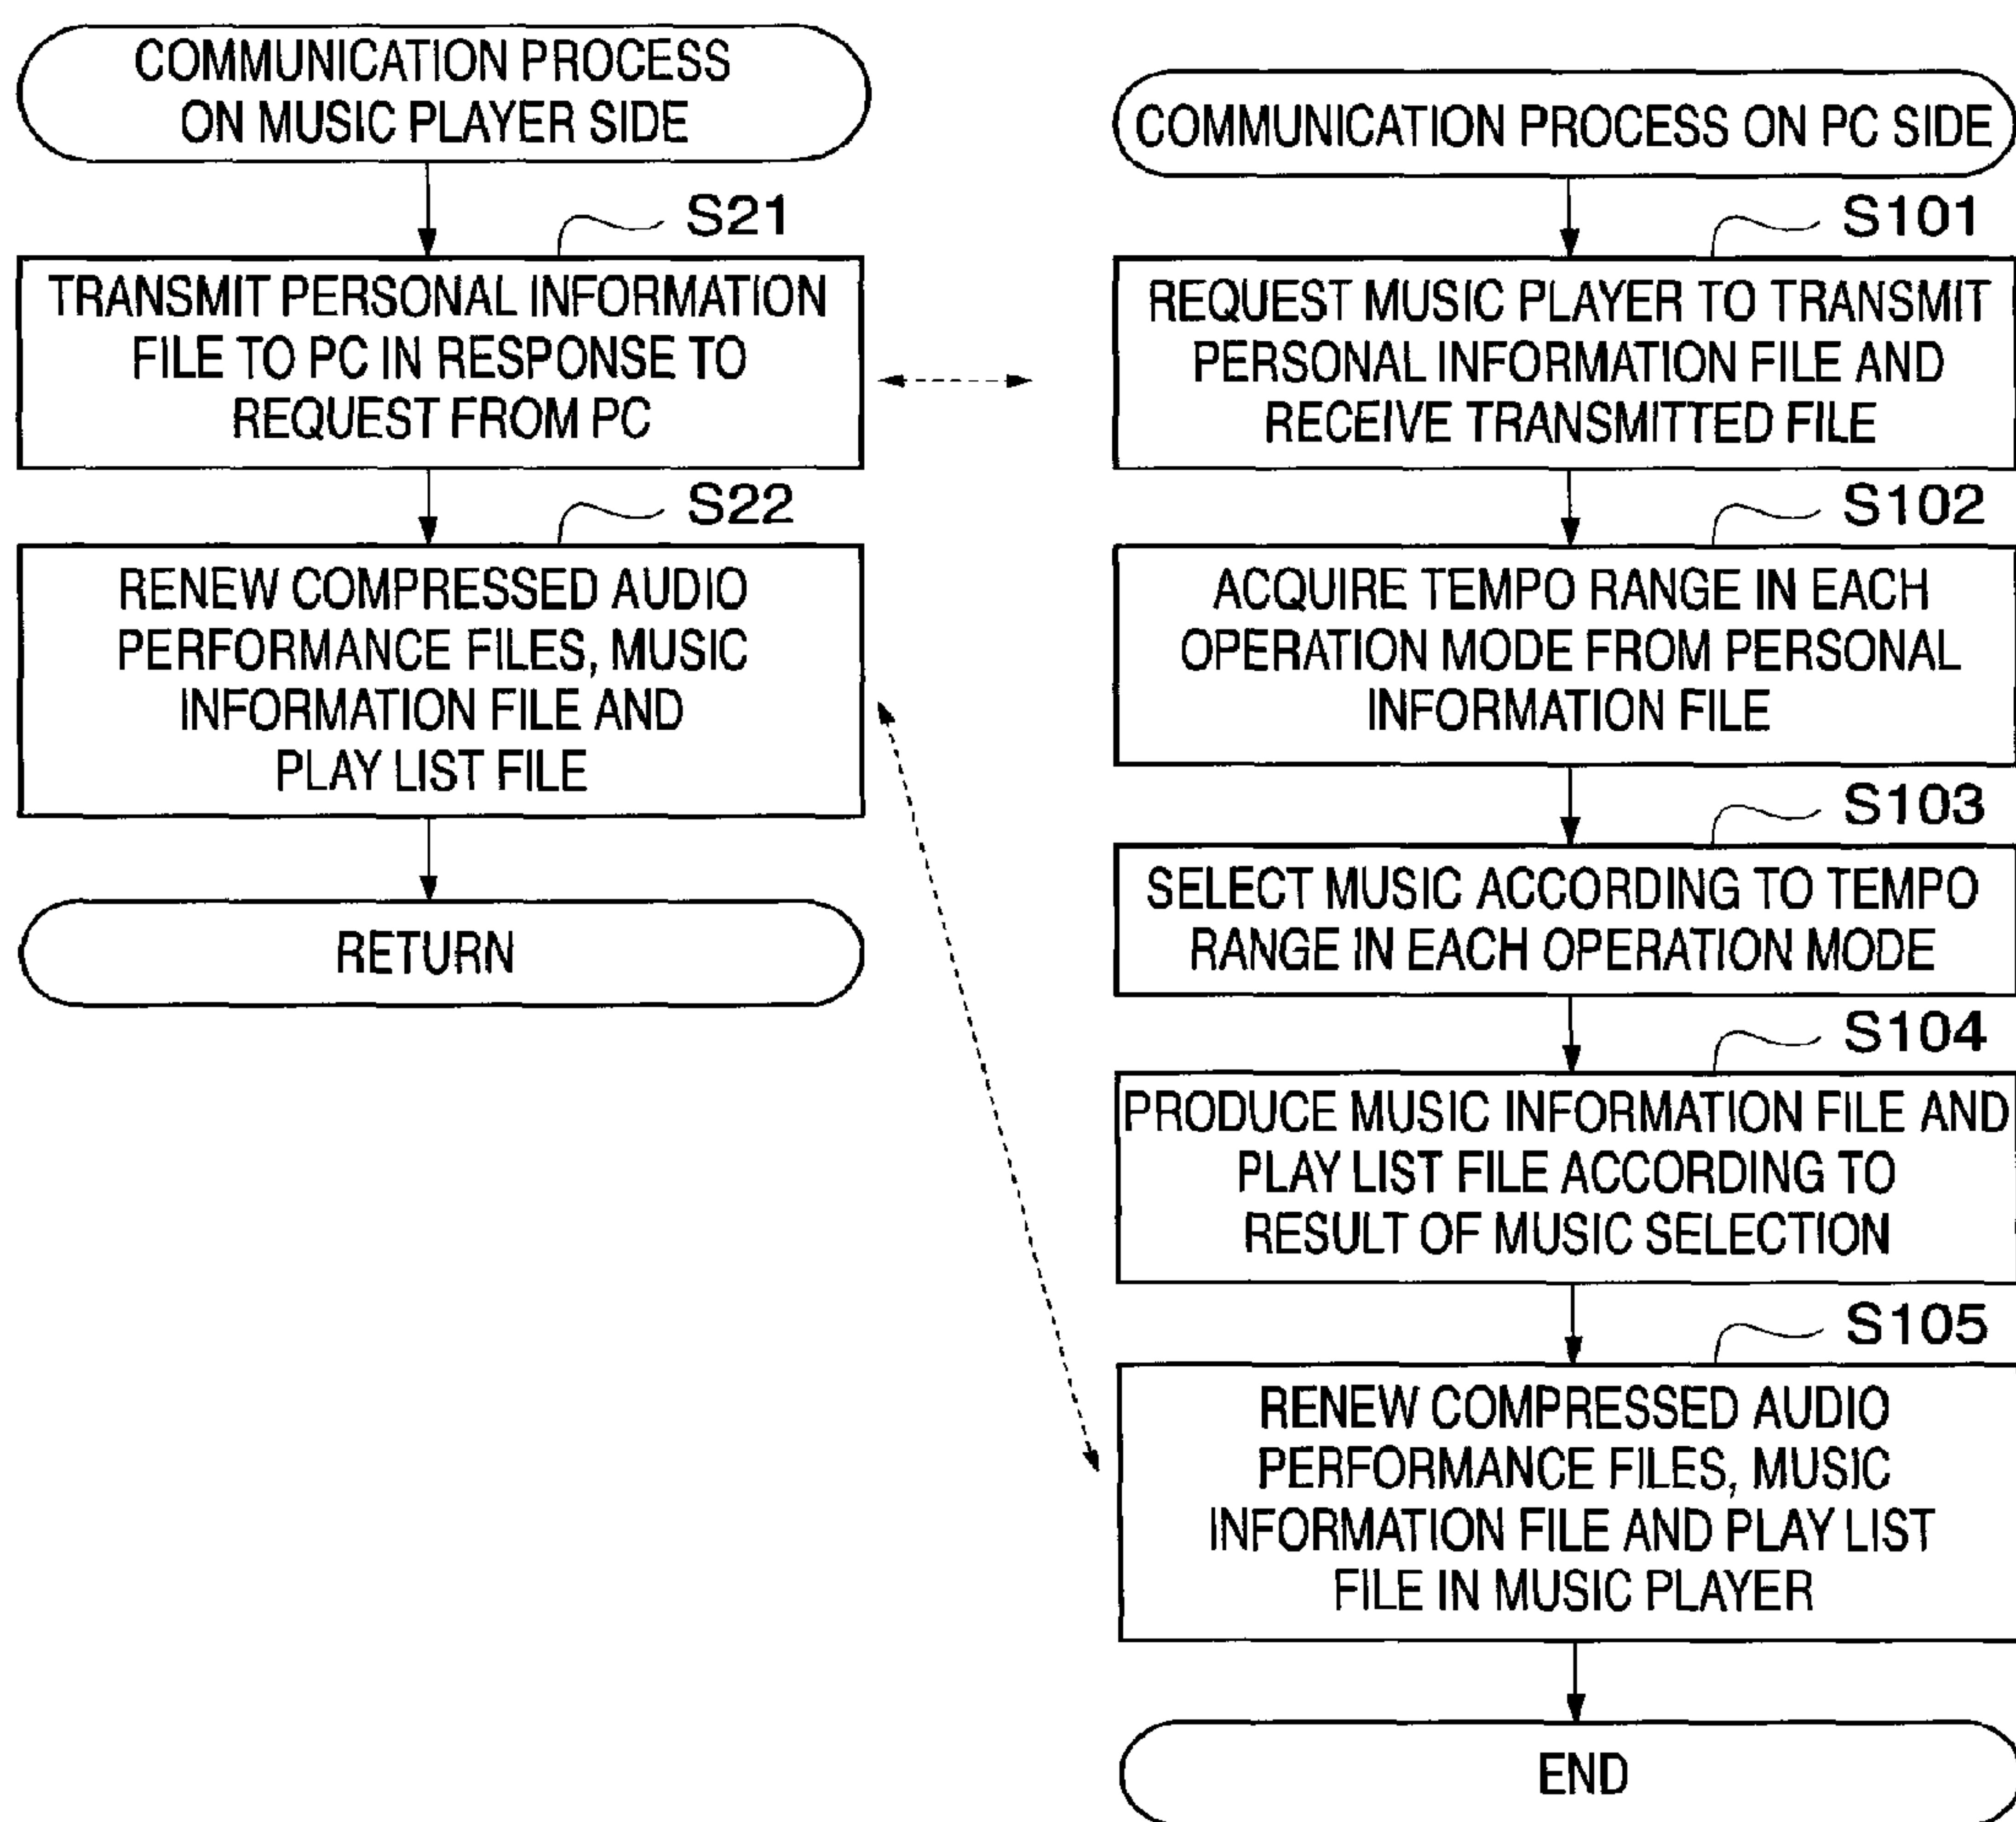 COMMUNICATION PROCESS
ON MUSIC PLAYER SIDE
S21
TRANSMIT PERSONAL INFORMATION
FILE TO PC IN RESPONSE TO
REQUEST FROM PC
S22
RENEW COMPRESSED AUDIO
PERFORMANCE FILES, MUSIC
INFORMATION FILE AND
PLAY LIST FILE
RETURN
COMMUNICATION PROCESS ON PC SIDE
S101
REQUEST MUSIC PLAYER TO TRANSMIT
PERSONAL INFORMATION FILE AND
RECEIVE TRANSMITTED FILE
S102
ACQUIRE TEMPO RANGE IN EACH
OPERATION MODE FROM PERSONAL
INFORMATION FILE
S103
SELECT MUSIC ACCORDING TO TEMPO
RANGE IN EACH OPERATION MODE
S104
PRODUCE MUSIC INFORMATION FILE AND
PLAY LIST FILE ACCORDING TO
RESULT OF MUSIC SELECTION
S105
RENEW COMPRESSED AUDIO
PERFORMANCE FILES, MUSIC
INFORMATION FILE AND PLAY LIST
FILE IN MUSIC PLAYER
END